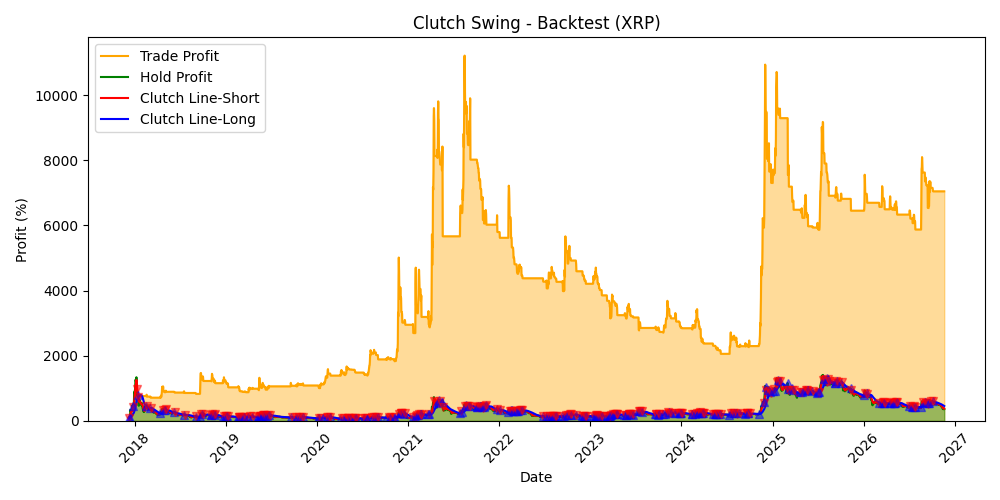 Clutch Swing - Backtest (XRP)
Trade Profit
Hold Profit
Clutch Line-Short
Clutch Line-Long
Profit (%)
10000
8000
6000
4000
2000
0
2018
2019
2020
2021
2022
2023
2024
2025
2026
2027
Date